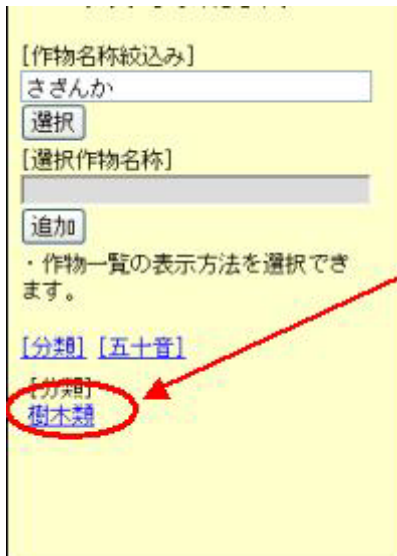 [作物名称絞込み]
さざんか
選択
[選択作物名称]
追加
・作物一覧の表示方法を選択でき
ます。
[分類] [五十音]
[分類]
樹木類